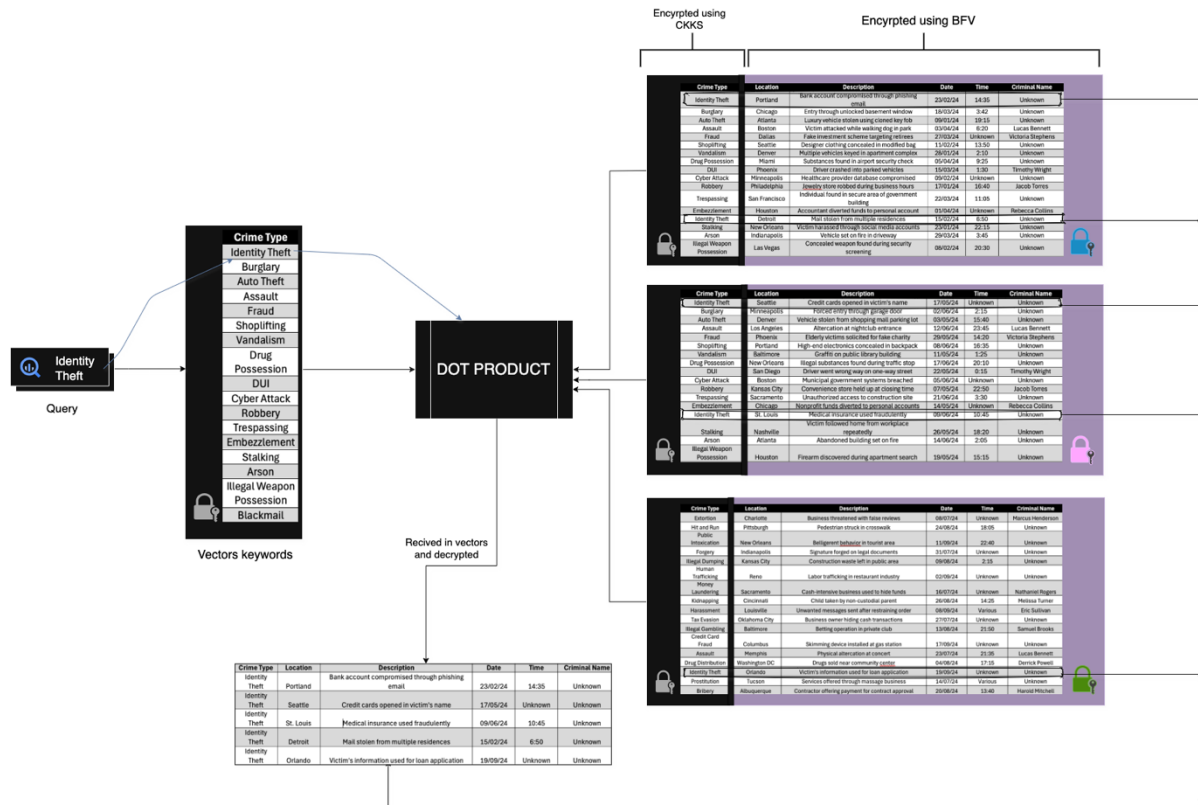 Encyrpted using
CKKS
Encyrpted using BFV
Crime Type Location Description Date Time Criminal Name
Identity Theft Portland Bank account compromised through phishing email 23/02/24 14:35 Unknown
Burglary Chicago Entry through unlocked basement window 18/03/24 3:42 Unknown
Auto Theft Atlanta Luxury vehicle stolen using cloned key fob 09/01/24 19:15 Unknown
Assault Boston Victim attacked while walking dog in park 03/04/24 6:20 Lucas Bennett
Fraud Dallas Fake investment scheme targeting retirees 27/03/24 Unknown Victoria Stephens
Shoplifting Seattle Designer clothing concealed in modified bag 11/02/24 13:50 Unknown
Vandalism Denver Multiple vehicles keyed in apartment complex 28/01/24 2:10 Unknown
Drug Possession Miami Substances found in airport security check 05/04/24 9:25 Unknown
DUI Phoenix Driver crashed into parked vehicles 15/03/24 1:30 Timothy Wright
Cyber Attack Minneapolis Healthcare provider database compromised 09/02/24 Unknown Unknown
Robbery Philadelphia Jewelry store robbed during business hours 17/01/24 16:40 Jacob Torres
Trespassing San Francisco Individual found in secure area of government building 22/03/24 11:05 Unknown
Embezzlement Houston Accountant diverted funds to personal account 01/04/24 Unknown Rebecca Collins
Identity Theft Detroit Mail stolen from multiple residences 15/02/24 6:50 Unknown
Stalking New Orleans Victim harassed through social media accounts 23/01/24 22:15 Unknown
Arson Indianapolis Vehicle set on fire in driveway 29/03/24 3:45 Unknown
Illegal Weapon Possession Las Vegas Concealed weapon found during security screening 08/02/24 20:30 Unknown
Crime Type Location Description Date Time Criminal Name
Identity Theft Seattle Credit cards opened in victim's name 17/05/24 Unknown Unknown
Burglary Minneapolis Forced entry through garage door 02/06/24 2:15 Unknown
Auto Theft Denver Vehicle stolen from shopping mall parking lot 03/05/24 15:40 Unknown
Assault Los Angeles Altercation at nightclub entrance 12/06/24 23:45 Lucas Bennett
Fraud Phoenix Elderly victims solicited for fake charity 29/05/24 14:20 Victoria Stephens
Shoplifting Portland High-end electronics concealed in backpack 08/06/24 16:35 Unknown
Vandalism Baltimore Graffiti on public library building 11/05/24 1:25 Unknown
Drug Possession New Orleans Illegal substances found during traffic stop 17/06/24 20:10 Unknown
DUI San Diego Driver went wrong way on one-way street 22/05/24 0:15 Timothy Wright
Cyber Attack Boston Municipal government systems breached 05/06/24 Unknown Unknown
Robbery Kansas City Convenience store held up at closing time 07/05/24 22:50 Jacob Torres
Trespassing Sacramento Unauthorized access to construction site 21/06/24 3:30 Unknown
Embezzlement Chicago Nonprofit funds diverted to personal accounts 14/05/24 Unknown Rebecca Collins
Identity Theft St. Louis Medical insurance used fraudulently 09/06/24 10:45 Unknown
Stalking Nashville Victim followed home from workplace repeatedly 26/05/24 18:20 Unknown
Arson Atlanta Abandoned building set on fire 14/06/24 2:05 Unknown
Illegal Weapon Possession Houston Firearm discovered during apartment search 19/05/24 15:15 Unknown
Crime Type Location Description Date Time Criminal Name
Extortion Charlotte Business threatened with false reviews 08/07/24 Unknown Marcus Henderson
Hit and Run Pittsburgh Pedestrian struck in crosswalk 24/08/24 18:05 Unknown
Public Intoxication New Orleans Belligerent behavior in tourist area 11/09/24 22:40 Unknown
Forgery Indianapolis Signature forged on legal documents 31/07/24 Unknown Unknown
Illegal Dumping Kansas City Construction waste left in public area 09/08/24 2:15 Unknown
Human Trafficking Reno Labor trafficking in restaurant industry 02/09/24 Unknown Unknown
Money Laundering Sacramento Cash-intensive business used to hide funds 16/07/24 Unknown Nathaniel Rogers
Kidnapping Cincinnati Child taken by non-custodial parent 26/08/24 14:25 Melissa Turner
Harassment Louisville Unwanted messages sent after restraining order 08/09/24 Various Eric Sullivan
Tax Evasion Oklahoma City Business owner hiding cash transactions 27/07/24 Unknown Unknown
Illegal Gambling Baltimore Betting operation in private club 13/08/24 21:50 Samuel Brooks
Credit Card Fraud Columbus Skimming device installed at gas station 17/09/24 Unknown Unknown
Assault Memphis Physical altercation at concert 23/07/24 21:35 Lucas Bennett
Drug Distribution Washington DC Drugs sold near community center 04/08/24 17:15 Derrick Powell
Identity Theft Orlando Victim's information used for loan application 19/09/24 Unknown Unknown
Prostitution Tucson Services offered through massage business 14/07/24 Various Unknown
Bribery Albuquerque Contractor offering payment for contract approval 20/08/24 13:40 Harold Mitchell
Identity
Theft
Query
Crime Type
Identity Theft
Burglary
Auto Theft
Assault
Fraud
Shoplifting
Vandalism
Drug
Possession
DUI
Cyber Attack
Robbery
Trespassing
Embezzlement
Stalking
Arson
Illegal Weapon
Possession
Blackmail
Vectors keywords
DOT PRODUCT
Recived in vectors
and decrypted
Crime Type Location Description Date Time Criminal Name
Identity Theft Portland Bank account compromised through phishing email 23/02/24 14:35 Unknown
Identity Theft Seattle Credit cards opened in victim's name 17/05/24 Unknown Unknown
Identity Theft St. Louis Medical insurance used fraudulently 09/06/24 10:45 Unknown
Identity Theft Detroit Mail stolen from multiple residences 15/02/24 6:50 Unknown
Identity Theft Orlando Victim's information used for loan application 19/09/24 Unknown Unknown